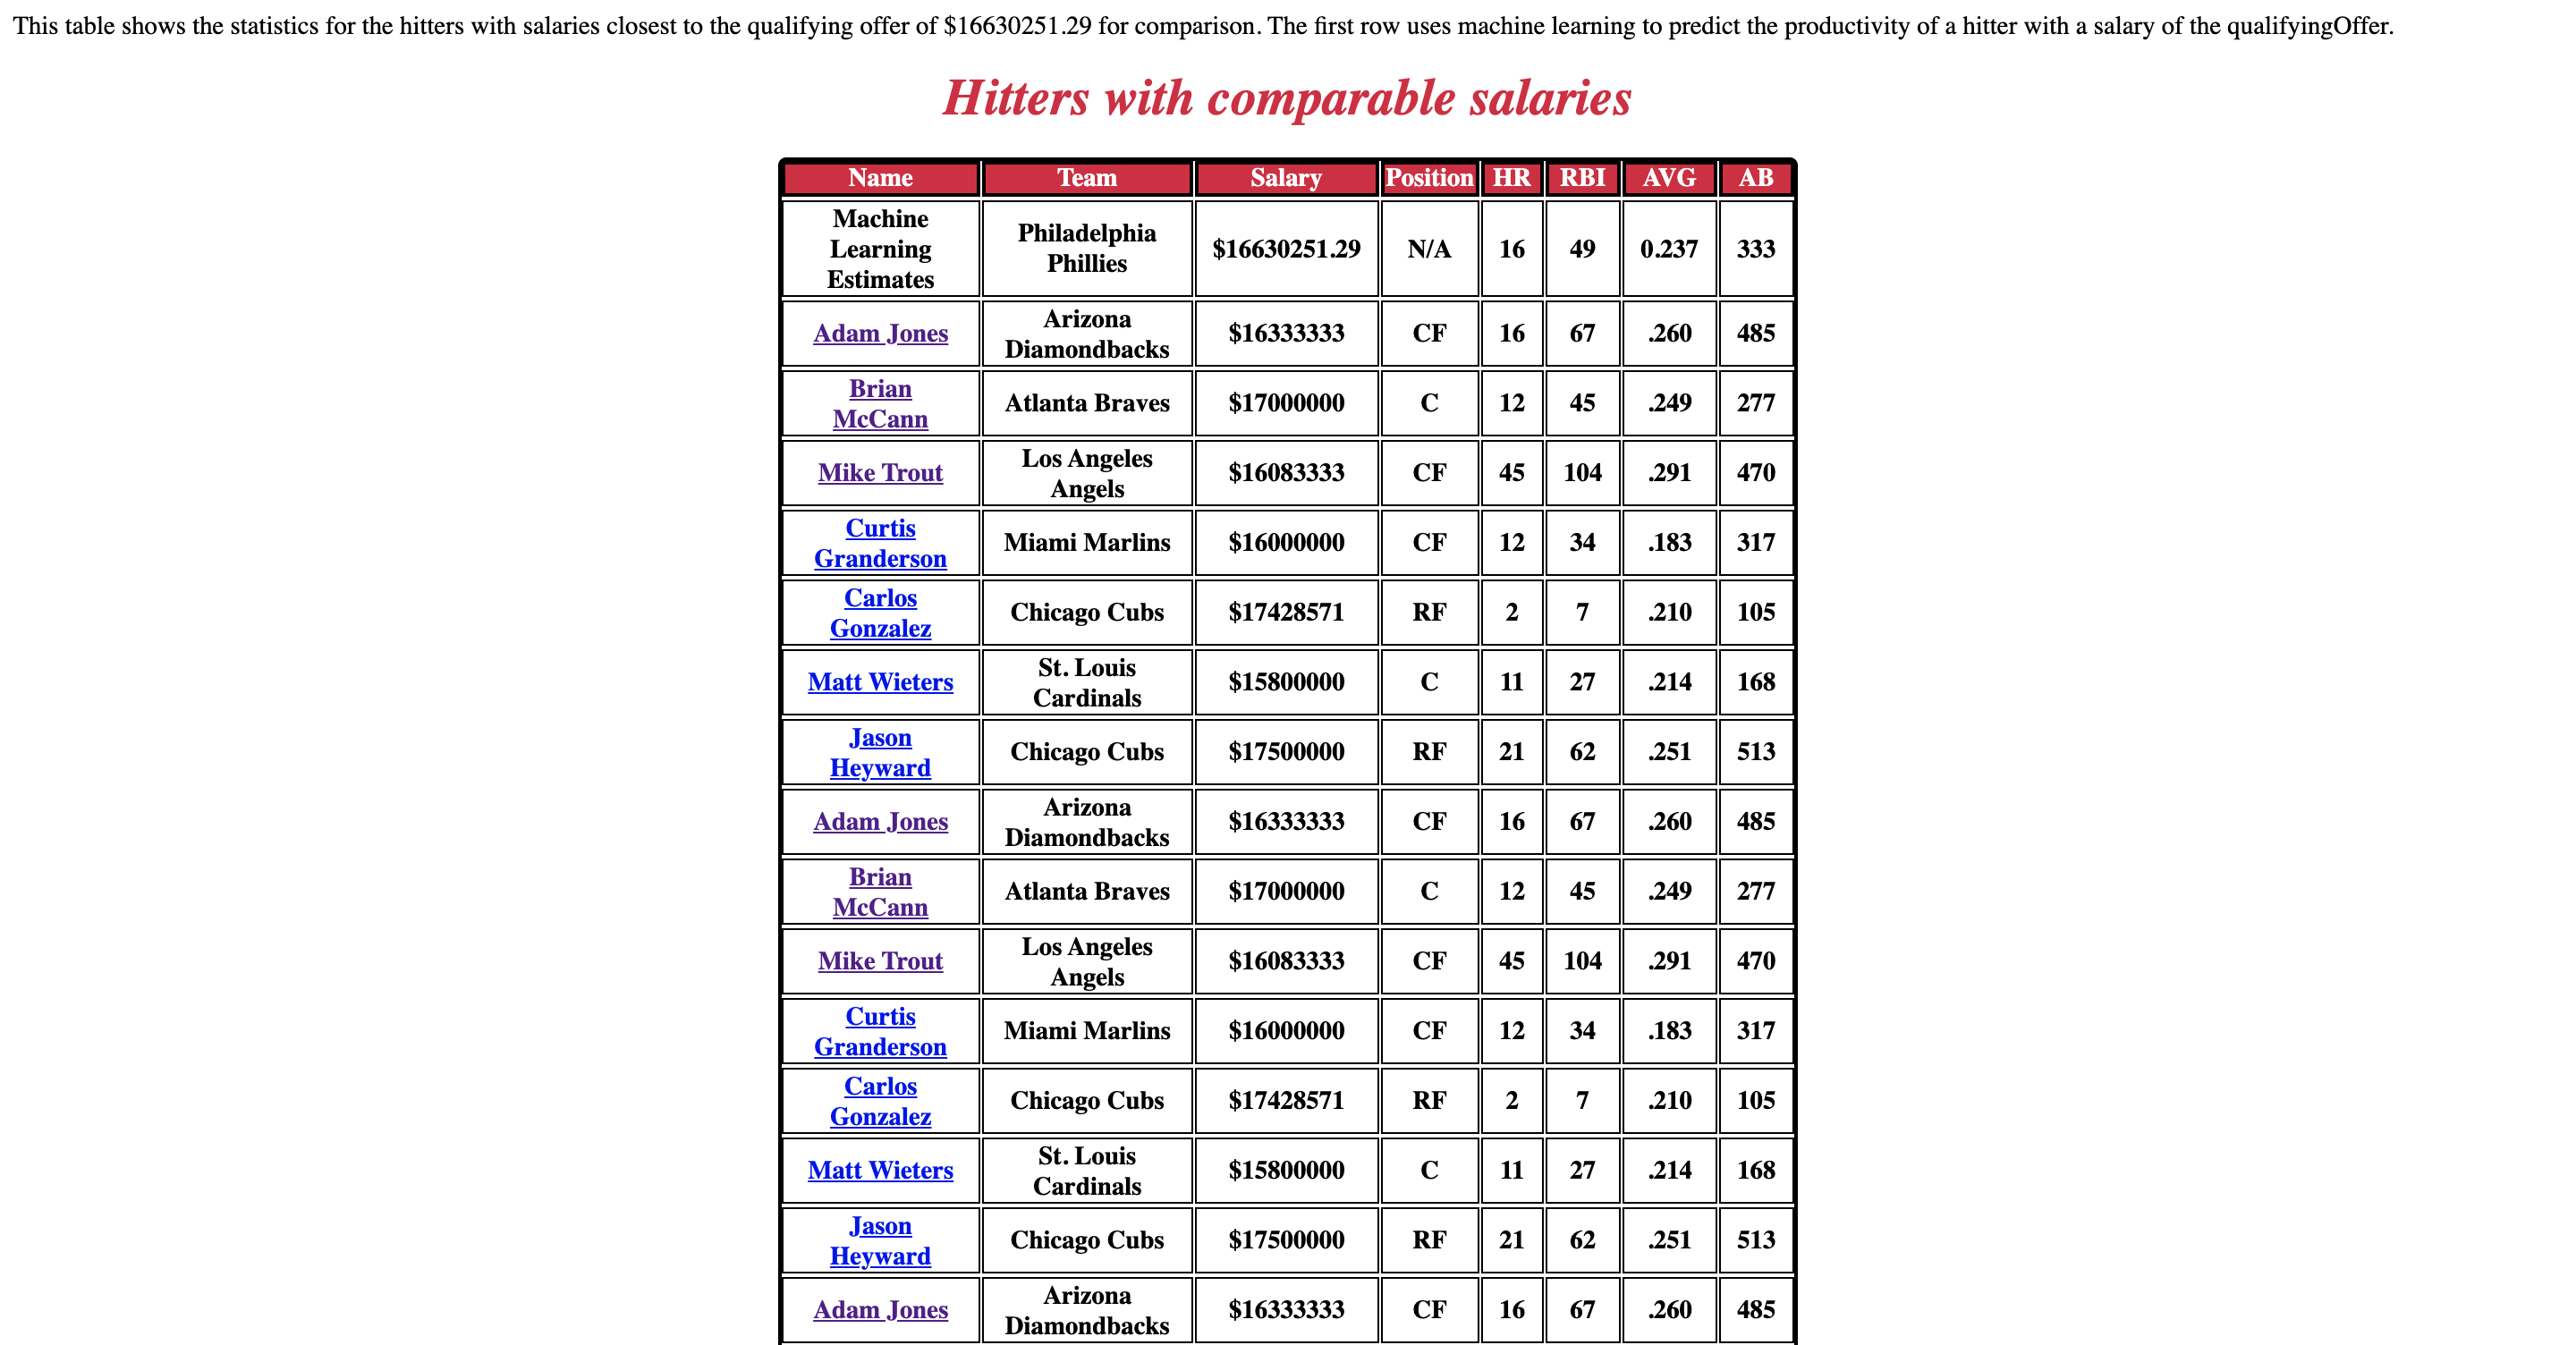 This table shows the statistics for the hitters with salaries closest to the qualifying offer of $16630251.29 for comparison. The first row uses machine learning to predict the productivity of a hitter with a salary of the qualifyingOffer.
Hitters with comparable salaries
Name Team Salary Position HR RBI AVG AB
Machine Learning Estimates Philadelphia Phillies $16630251.29 N/A 16 49 0.237 333
Adam Jones Arizona Diamondbacks $16333333 CF 16 67 .260 485
Brian McCann Atlanta Braves $17000000 C 12 45 .249 277
Mike Trout Los Angeles Angels $16083333 CF 45 104 .291 470
Curtis Granderson Miami Marlins $16000000 CF 12 34 .183 317
Carlos Gonzalez Chicago Cubs $17428571 RF 2 7 .210 105
Matt Wieters St. Louis Cardinals $15800000 C 11 27 .214 168
Jason Heyward Chicago Cubs $17500000 RF 21 62 .251 513
Adam Jones Arizona Diamondbacks $16333333 CF 16 67 .260 485
Brian McCann Atlanta Braves $17000000 C 12 45 .249 277
Mike Trout Los Angeles Angels $16083333 CF 45 104 .291 470
Curtis Granderson Miami Marlins $16000000 CF 12 34 .183 317
Carlos Gonzalez Chicago Cubs $17428571 RF 2 7 .210 105
Matt Wieters St. Louis Cardinals $15800000 C 11 27 .214 168
Jason Heyward Chicago Cubs $17500000 RF 21 62 .251 513
Adam Jones Arizona Diamondbacks $16333333 CF 16 67 .260 485